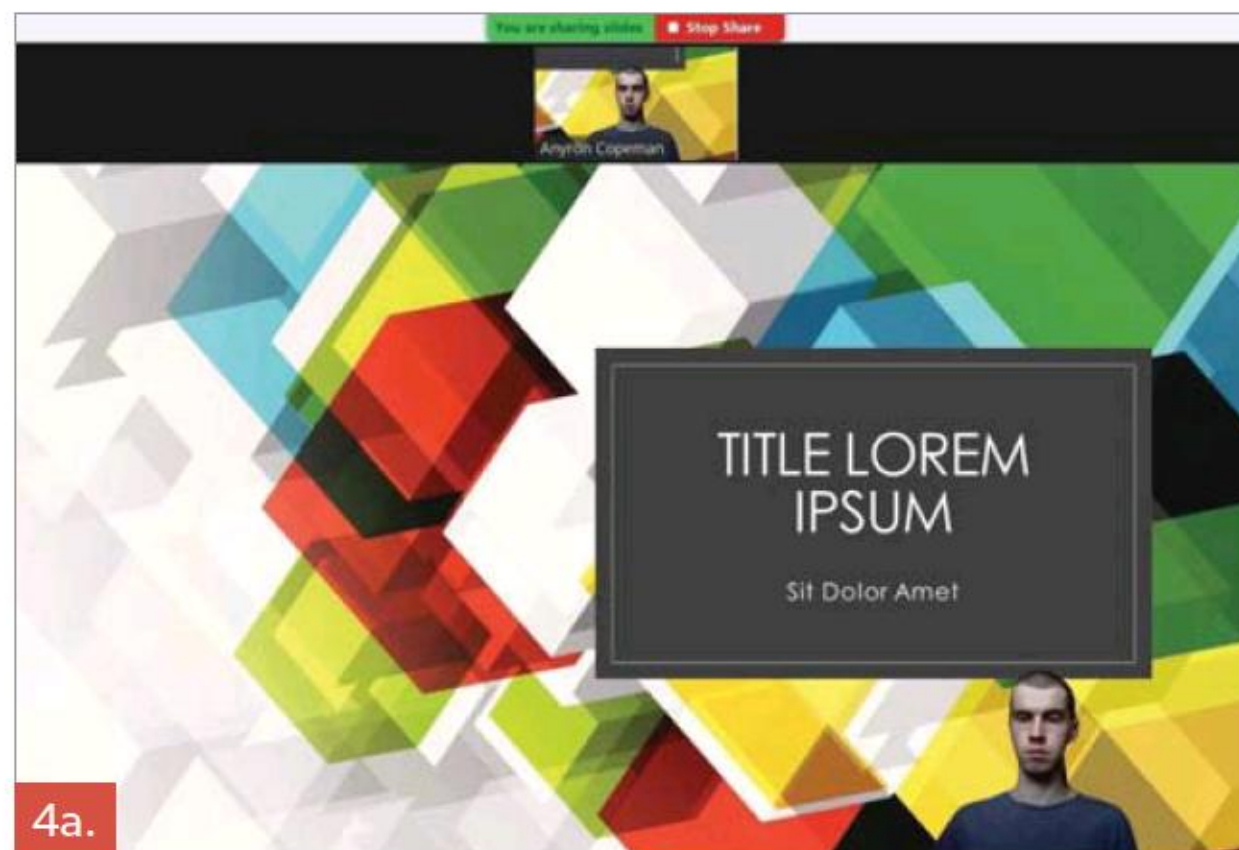 You are sharing slides Stop Share
Anyron Copeman
TITLE LOREM
IPSUM
Sit Dolor Amet
4a.